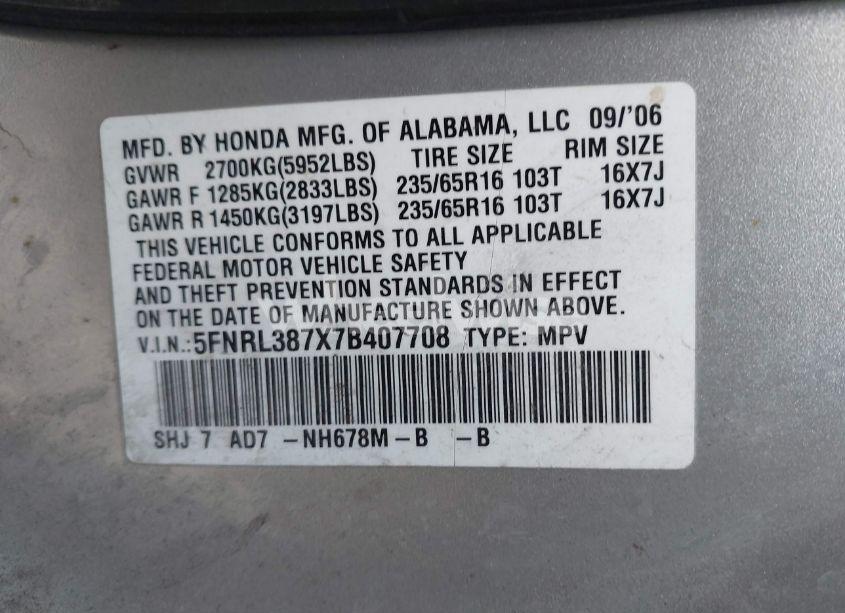 MFD. BY HONDA MFG. OF ALABAMA, LLC 09/'06
GVWR 2700KG(5952LBS) TIRE SIZE RIM SIZE
GAWR F 1285KG(2833LBS) 235/65R16 103T 16X7J
GAWR R 1450KG(3197LBS) 235/65R16 103T 16X7J
THIS VEHICLE CONFORMS TO ALL APPLICABLE
FEDERAL MOTOR VEHICLE SAFETY
AND THEFT PREVENTION STANDARDS IN EFFECT
ON THE DATE OF MANUFACTURE SHOWN ABOVE.
V.I.N.:5FNRL387X7B407708 TYPE: MPV
SHJ 7 AD7 -NH678M-B -B